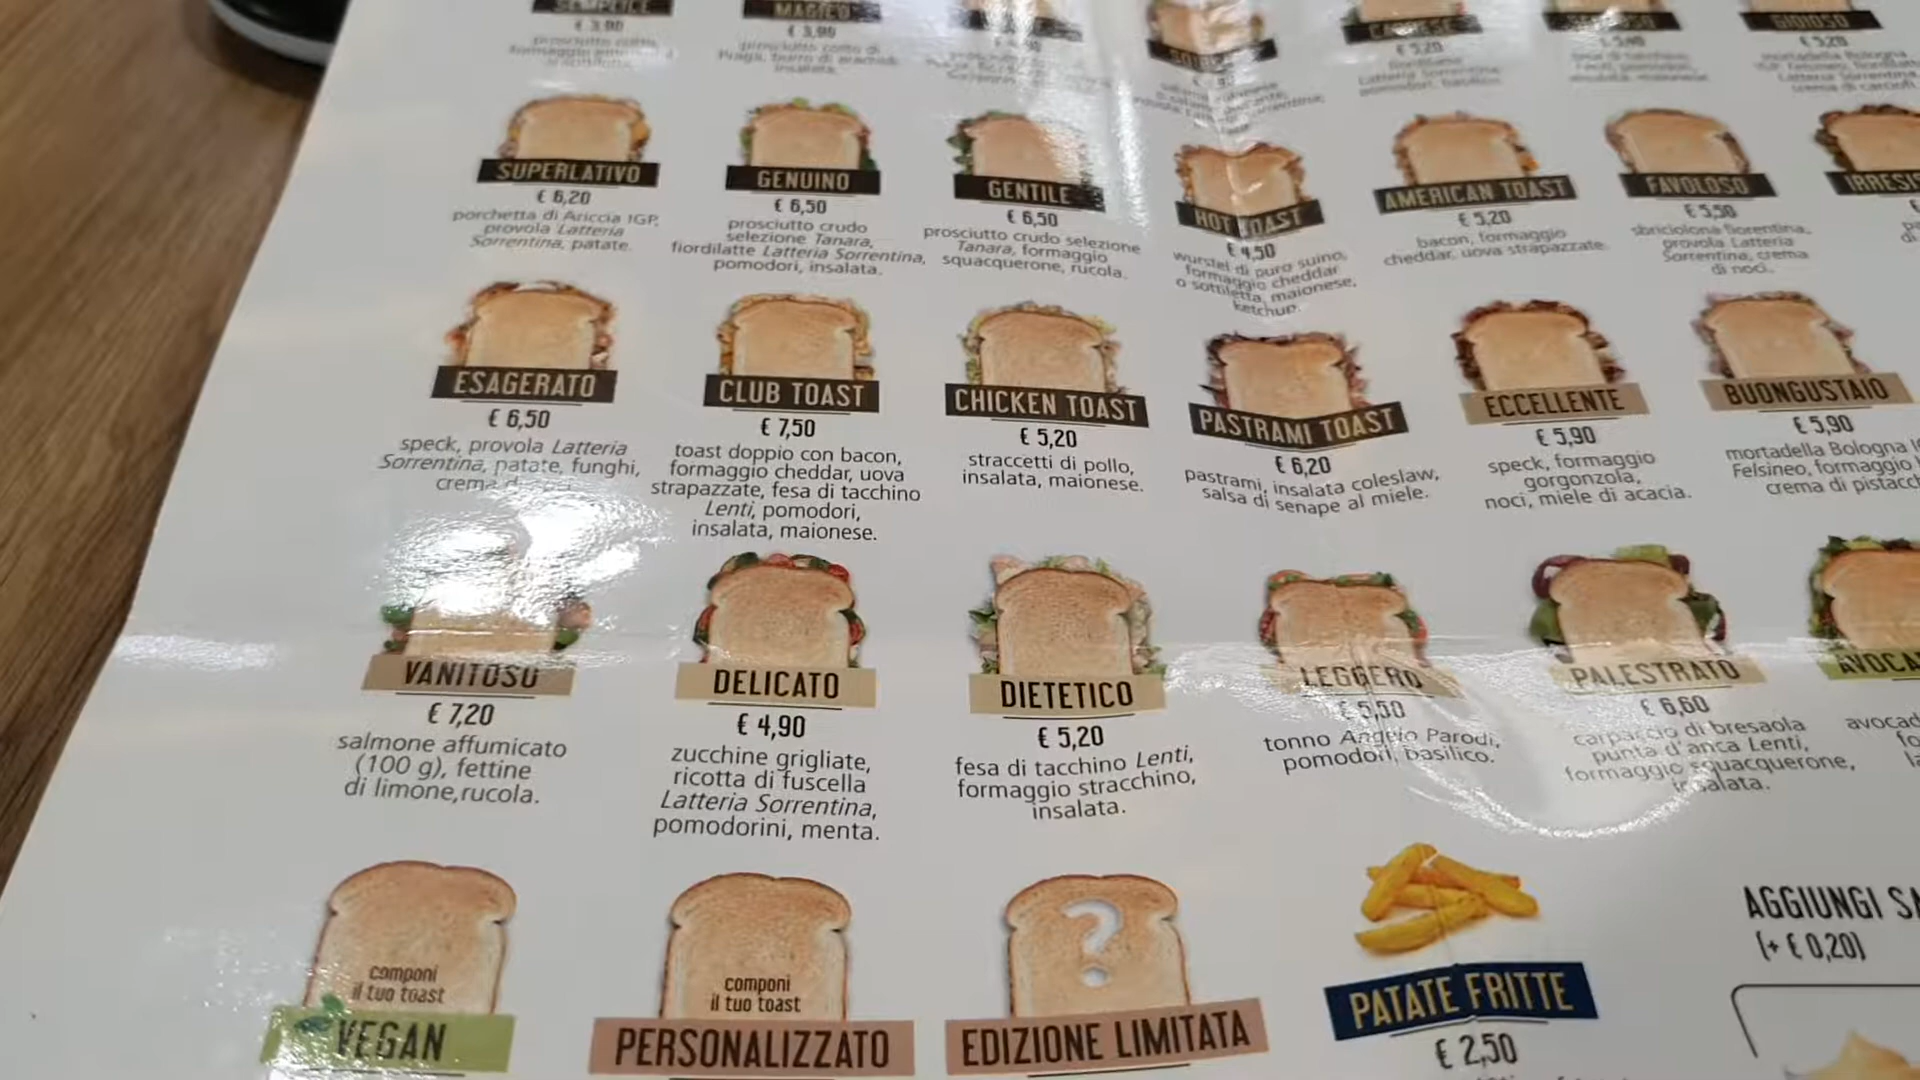 MAGICO
GIOIOSO
€ 5,20
SUPERLATIVO
€ 6,20
porchetta di Ariccia IGP,
provola Latteria
Sorrentina, patate.
GENUINO
€ 6,50
prosciutto crudo
selezione Tanara,
fiordilatte Latteria Sorrentina,
pomodori, insalata.
GENTILE
€ 6,50
prosciutto crudo selezione
Tanara, formaggio
squacquerone, rucola.
HOT TOAST
€ 4,50
wurstel di puro suino,
formaggio cheddar
o sottiletta, maionese,
ketchup.
AMERICAN TOAST
€ 5,20
bacon, formaggio
cheddar, uova strapazzate.
FAVOLOSO
€ 5,50
sbriciolona fiorentina,
provola Latteria
Sorrentina, crema
di noci.
IRRESIS
ESAGERATO
€ 6,50
speck, provola Latteria
Sorrentina, patate, funghi,
crema
CLUB TOAST
€ 7,50
toast doppio con bacon,
formaggio cheddar, uova
strapazzate, fesa di tacchino
Lenti, pomodori,
insalata, maionese.
CHICKEN TOAST
€ 5,20
straccetti di pollo,
insalata, maionese.
PASTRAMI TOAST
€ 6,20
pastrami, insalata coleslaw,
salsa di senape al miele.
ECCELLENTE
€ 5,90
speck, formaggio
gorgonzola,
noci, miele di acacia.
BUONGUSTAIO
€ 5,90
mortadella Bologna I
Felsineo, formaggio
crema di pistacc
VANITOSO
€ 7,20
salmone affumicato
(100 g), fettine
di limone,rucola.
DELICATO
€ 4,90
zucchine grigliate,
ricotta di fuscella
Latteria Sorrentina,
pomodorini, menta.
DIETETICO
€ 5,20
fesa di tacchino Lenti,
formaggio stracchino,
insalata.
LEGGERO
€ 5,50
tonno Angelo Parodi,
pomodori, basilico.
PALESTRATO
€ 6,60
carpaccio di bresaola
punta d'anca Lenti,
formaggio squacquerone,
insalata.
AVOCA
avocad
fo
componi
il tuo toast
VEGAN
componi
il tuo toast
PERSONALIZZATO
?
EDIZIONE LIMITATA
PATATE FRITTE
€ 2,50
AGGIUNGI SA
(+ € 0,20)